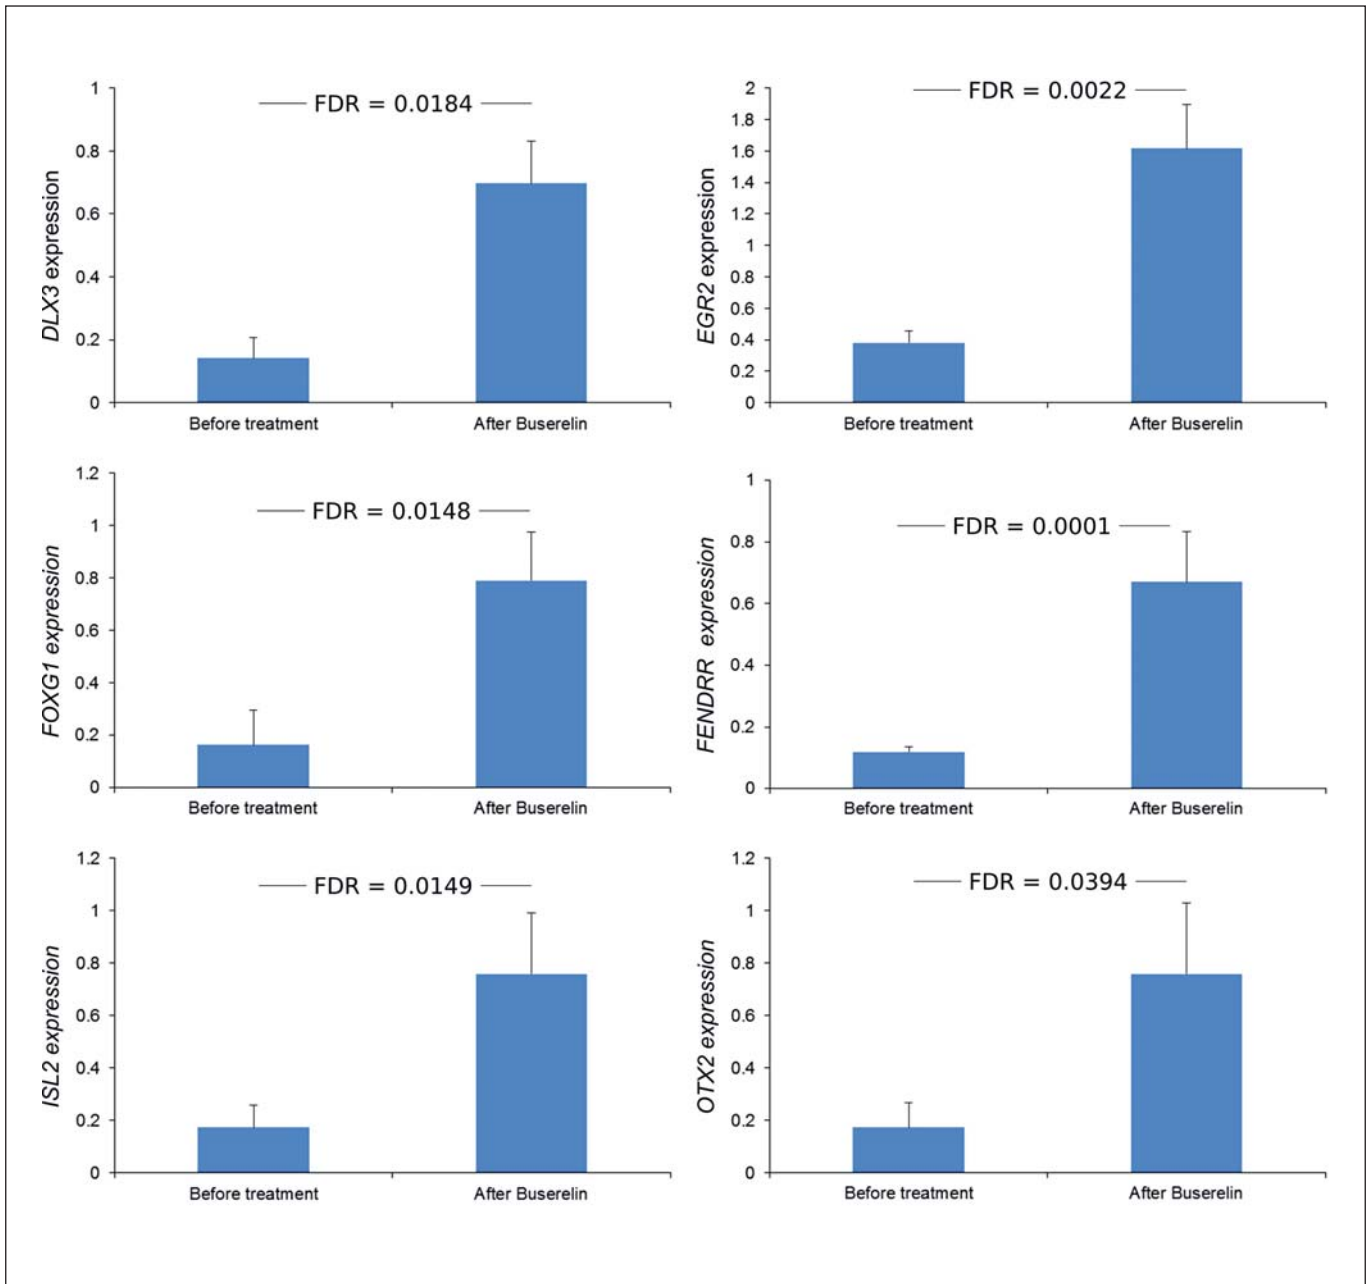 DLX3 expression
1
0.8
0.6
0.4
0.2
0
FDR = 0.0184
Before treatment
After Buserelin
EGR2 expression
2
1.8
1.6
1.4
1.2
1
0.8
0.6
0.4
0.2
0
FDR = 0.0022
Before treatment
After Buserelin
FOXG1 expression
1.2
1
0.8
0.6
0.4
0.2
0
FDR = 0.0148
Before treatment
After Buserelin
FENDRR expression
1
0.8
0.6
0.4
0.2
0
FDR = 0.0001
Before treatment
After Buserelin
ISL2 expression
1.2
1
0.8
0.6
0.4
0.2
0
FDR = 0.0149
Before treatment
After Buserelin
OTX2 expression
1.2
1
0.8
0.6
0.4
0.2
0
FDR = 0.0394
Before treatment
After Buserelin